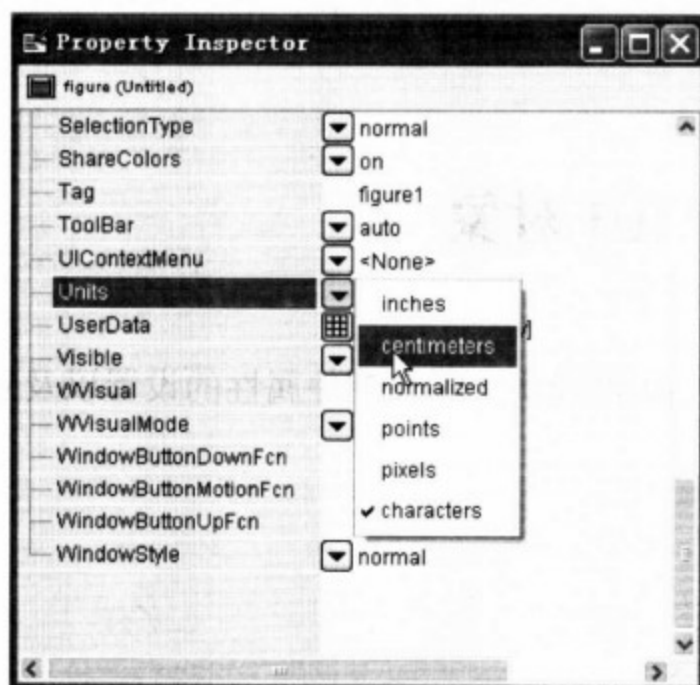 Property Inspector
figure (Untitled)
SelectionType normal
ShareColors on
Tag figure1
ToolBar auto
UIContextMenu <None>
Units
inches
UserData
centimeters
Visible
normalized
WVisual
WVisualMode
points
WindowButtonDownFcn
pixels
WindowButtonMotionFcn
WindowButtonUpFcn
characters
WindowStyle normal